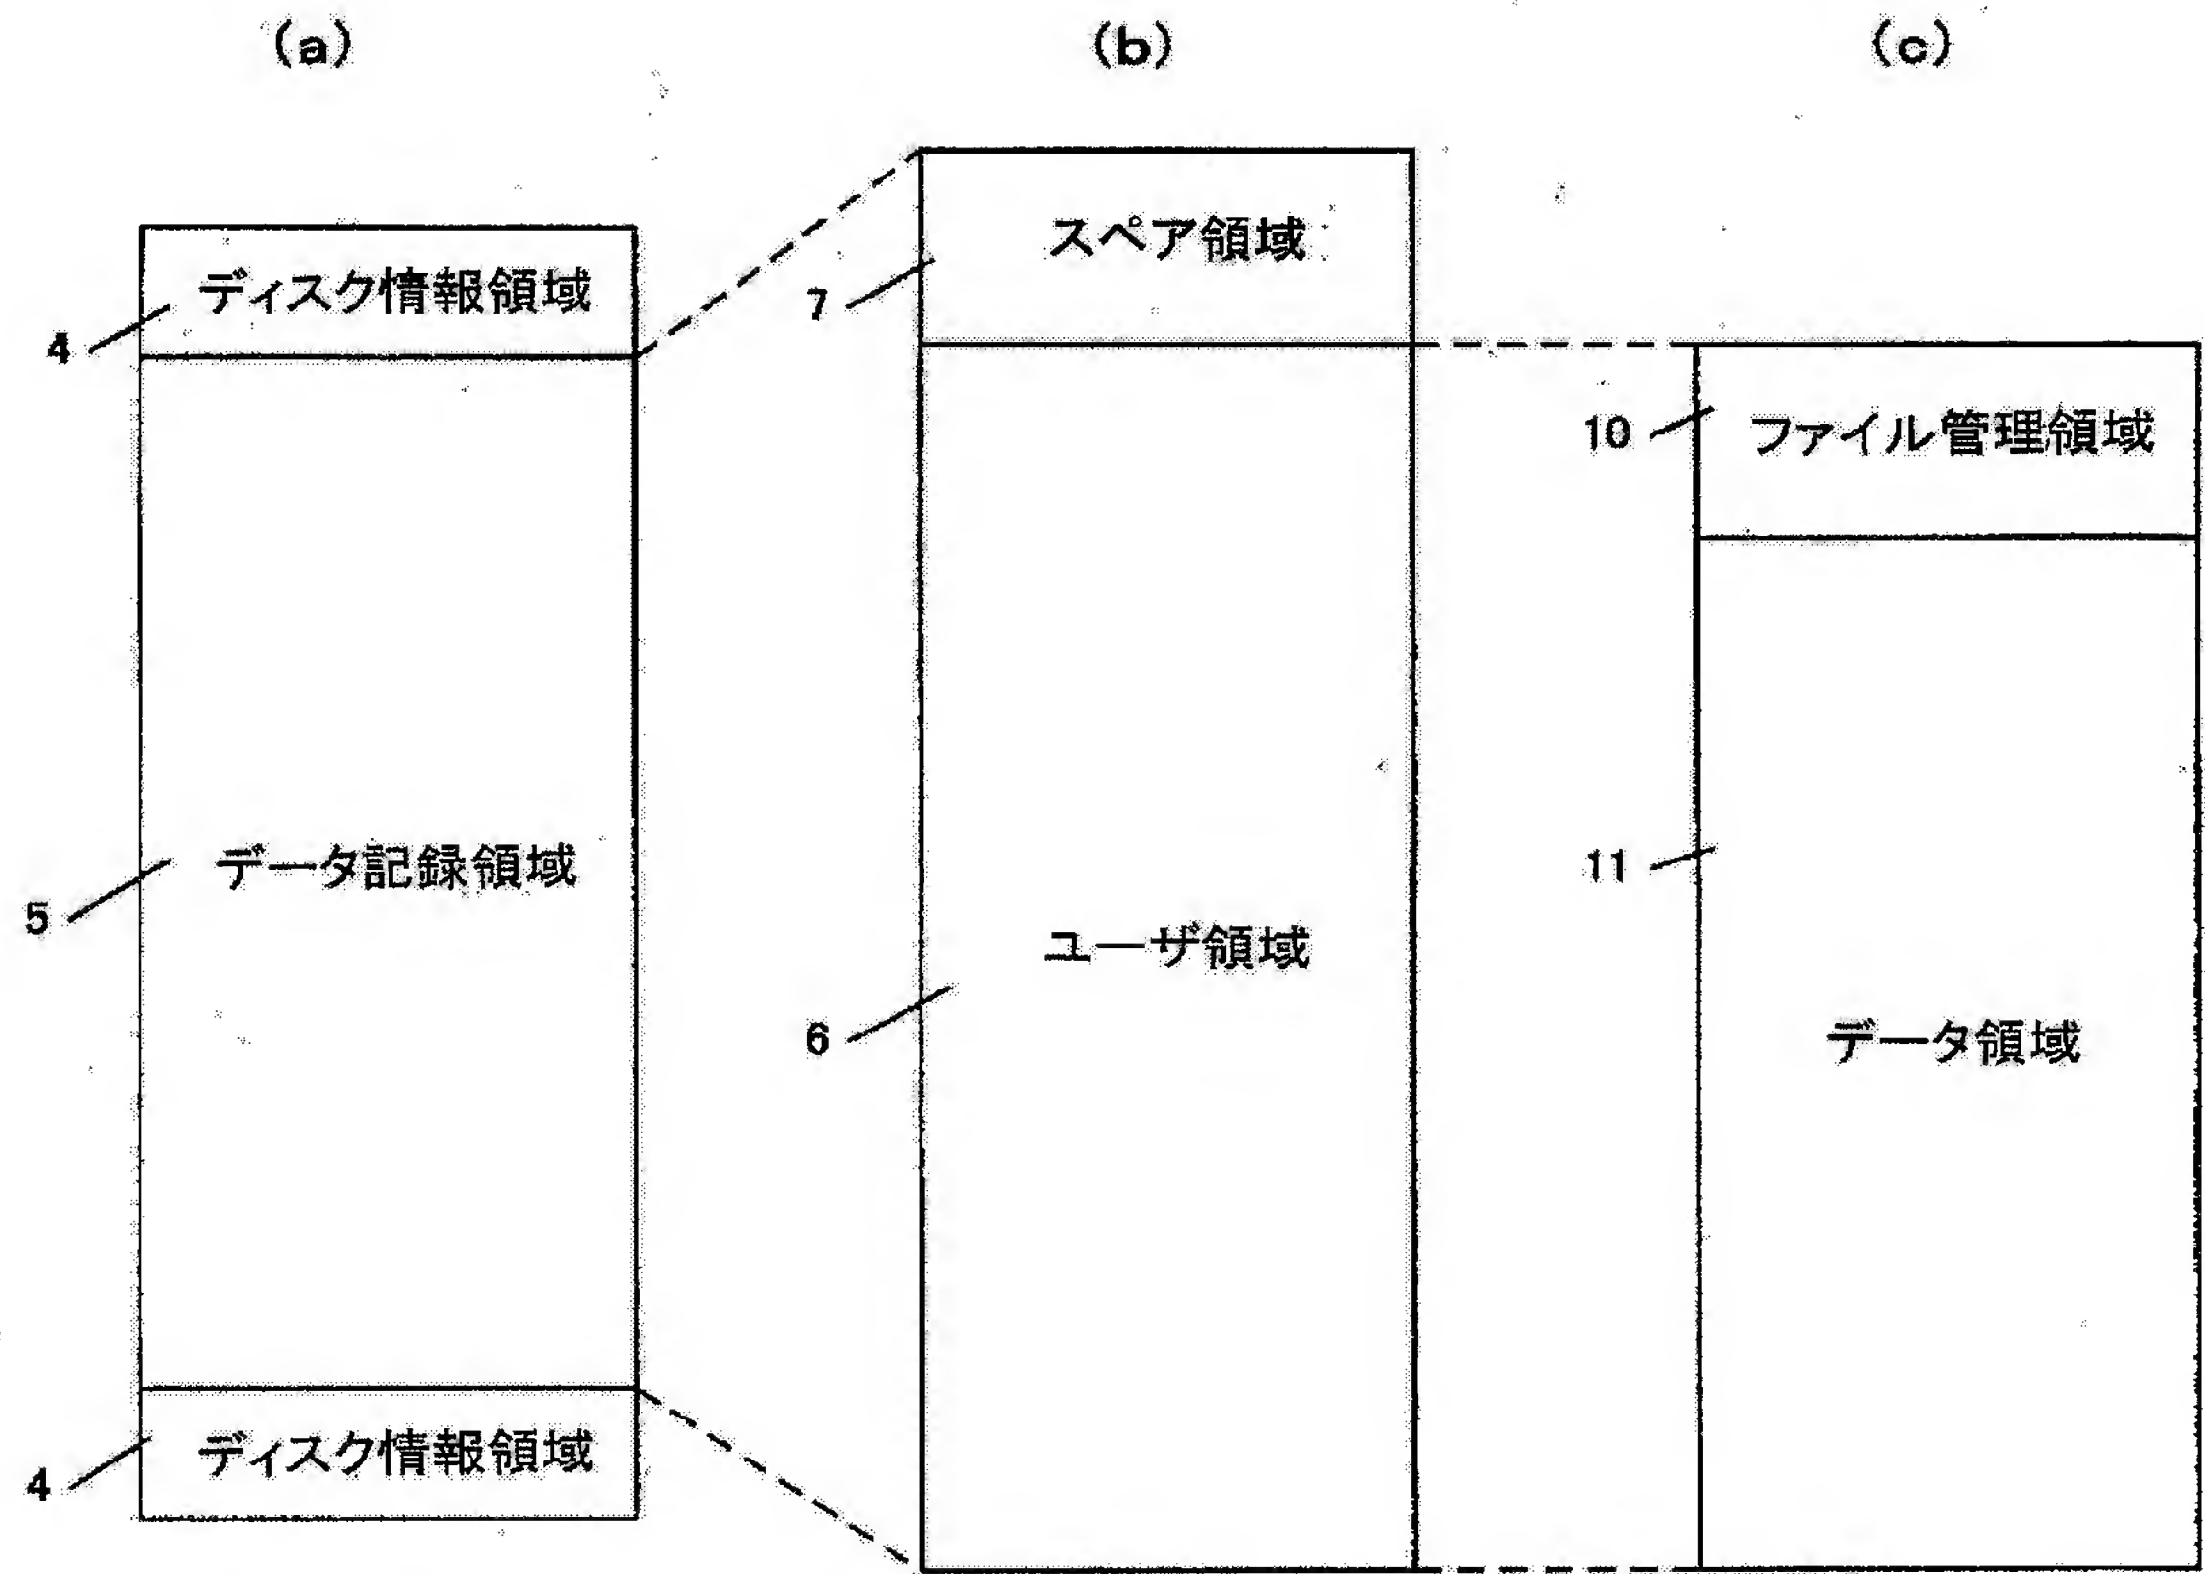 (a)
(b)
(c)
ディスク情報領域
4
データ記録領域
5
ディスク情報領域
4
スペア領域
7
ユーザ領域
6
ファイル管理領域
10
データ領域
11